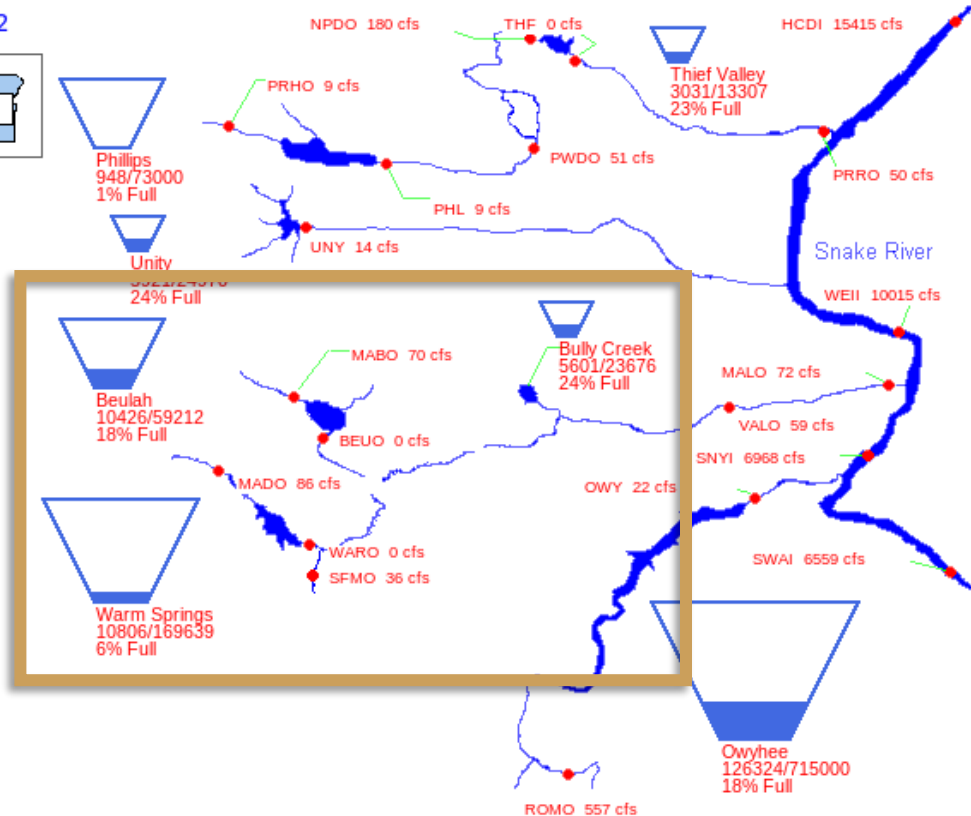 2
NPDO 180 cfs
THF 0 cfs
HCDI 15415 cfs
Thief Valley
3031/13307
23% Full
PRHO 9 cfs
Phillips
948/73000
1% Full
PWDO 51 cfs
PRRO 50 cfs
PHL 9 cfs
UNY 14 cfs
Snake River
Unity
24% Full
WEII 10015 cfs
Bully Creek
5601/23676
24% Full
MABO 70 cfs
MALO 72 cfs
Beulah
10426/59212
18% Full
VALO 59 cfs
BEUO 0 cfs
SNYI 6968 cfs
MADO 86 cfs
OWY 22 cfs
WARO 0 cfs
SFMO 36 cfs
SWAI 6559 cfs
Warm Springs
10806/169639
6% Full
Owyhee
126324/715000
18% Full
ROMO 557 cfs